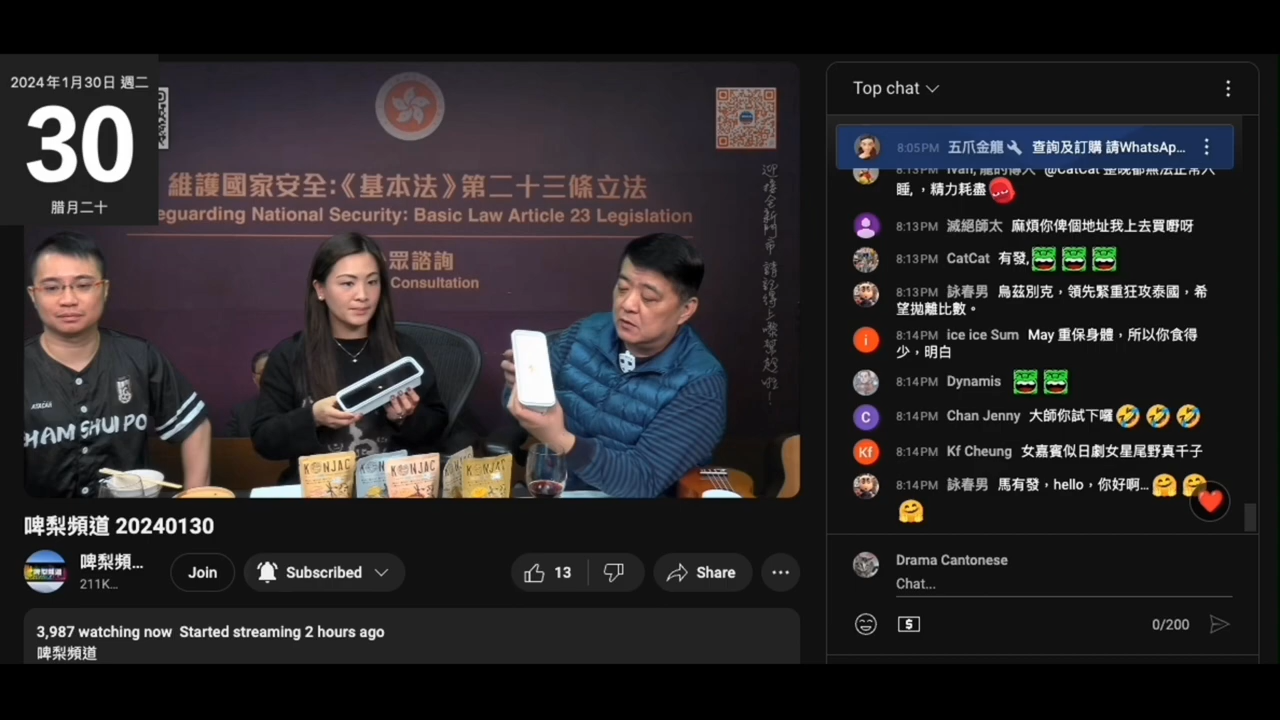 2024年1月30日 週二
30
臘月二十
維護國家安全:《基本法》第二十三條立法
eguarding National Security: Basic Law Article 23 Legislation
眾諮詢
Consultation
HAM SHUI PO
KONJAC
KONJAC
啤梨頻道 20240130
啤梨頻...
211K...
Join
Subscribed
13
Share
3,987 watching now Started streaming 2 hours ago
啤梨頻道
Top chat
8:05PM 五爪金龍 查詢及訂購 請WhatsAp...
睡,，精力耗盡
8:13PM 滅絕師太 麻煩你俾個地址我上去買嘢呀
8:13PM CatCat 有發,
8:13PM 詠春男 烏茲別克，領先緊重狂攻泰國，希
望拋離比數。
8:14PM ice ice Sum May 重保身體，所以你食得
少，明白
8:14PM Dynamis
8:14PM Chan Jenny 大師你試下囉
8:14PM Kf Cheung 女嘉賓似日劇女星尾野真千子
8:14PM 詠春男 馬有發，hello，你好啊...
Drama Cantonese
Chat...
0/200